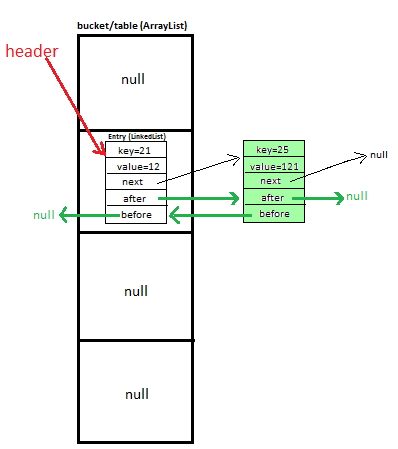 bucket/table (ArrayList)
header
null
Entry (LinkedList)
key=21
value=12
next
after
before
null
key=25
value=121
next
after
before
null
null
null
null